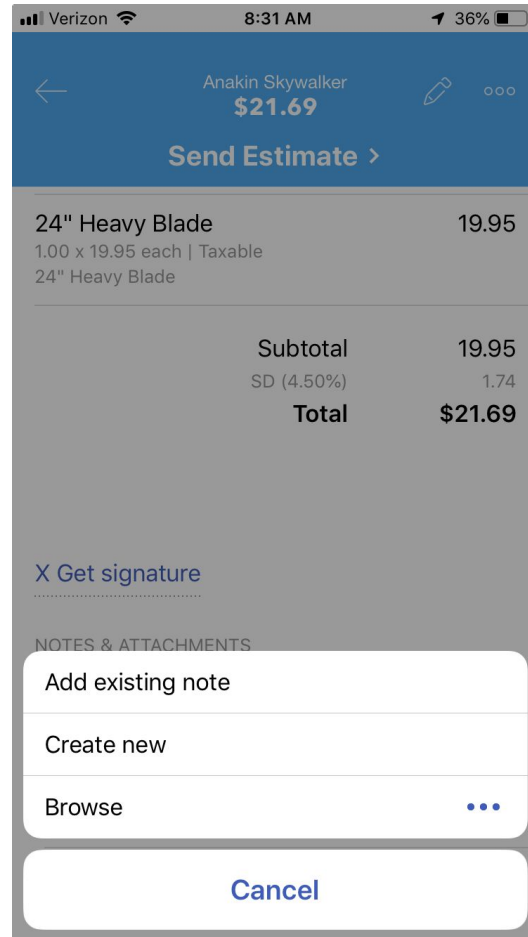 Verizon 8:31 AM 36%
Anakin Skywalker
$21.69
Send Estimate >
24" Heavy Blade 19.95
1.00 x 19.95 each | Taxable
24" Heavy Blade
Subtotal 19.95
SD (4.50%) 1.74
Total $21.69
X Get signature
NOTES & ATTACHMENTS
Add existing note
Create new
Browse
Cancel